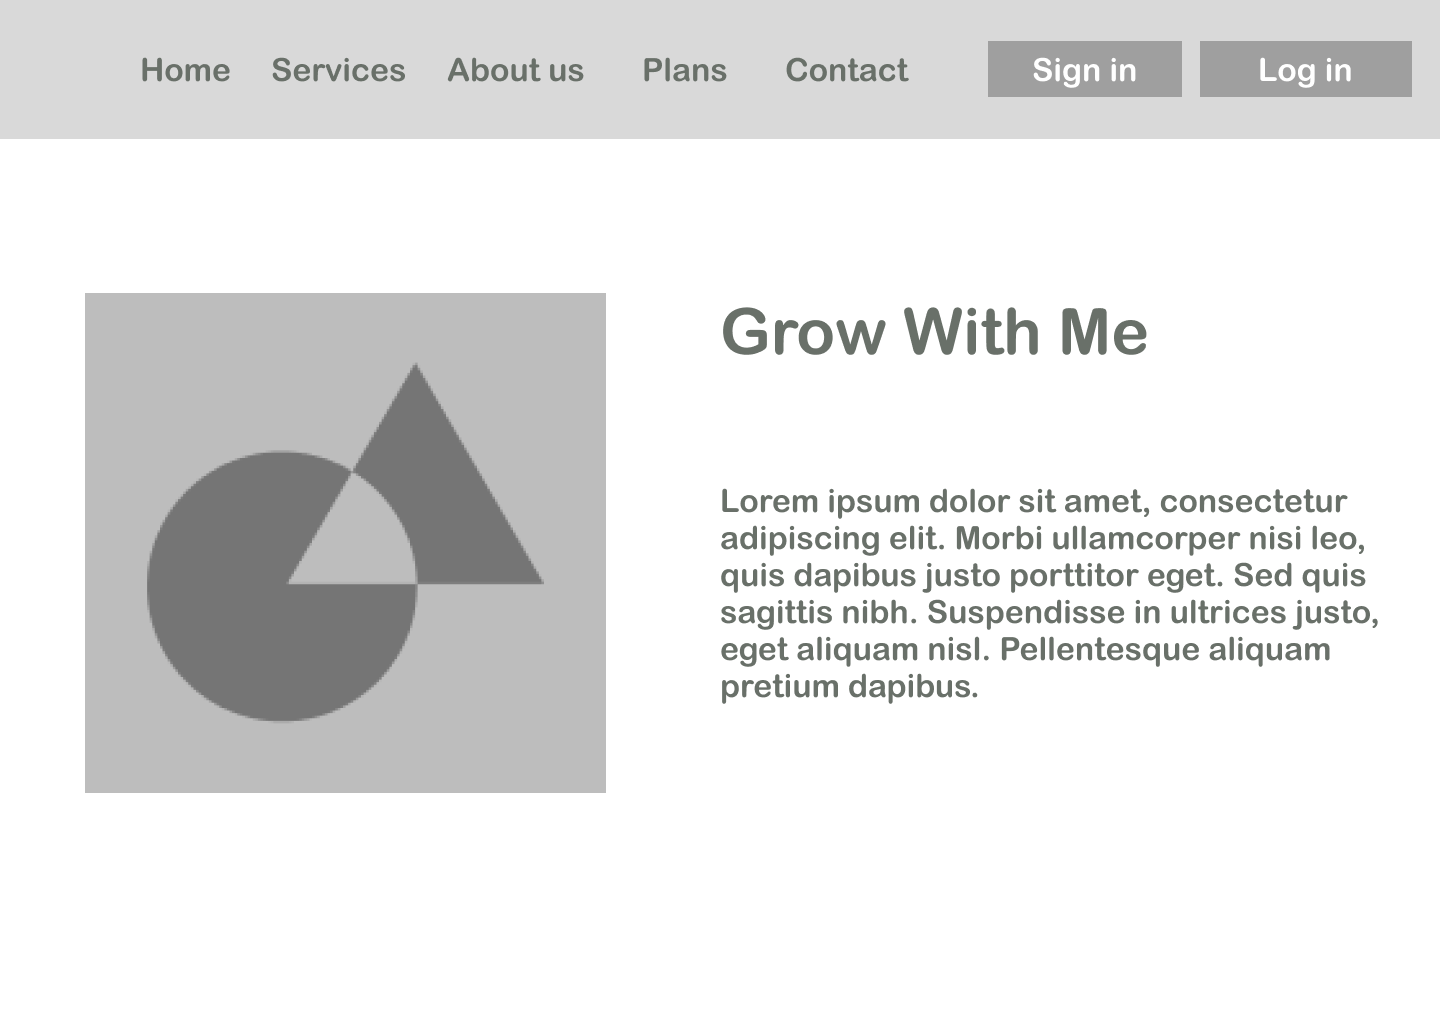 Home Services About us Plans Contact Sign in Log in
Grow With Me
Lorem ipsum dolor sit amet, consectetur
adipiscing elit. Morbi ullamcorper nisi leo,
quis dapibus justo porttitor eget. Sed quis
sagittis nibh. Suspendisse in ultrices justo,
eget aliquam nisl. Pellentesque aliquam
pretium dapibus.